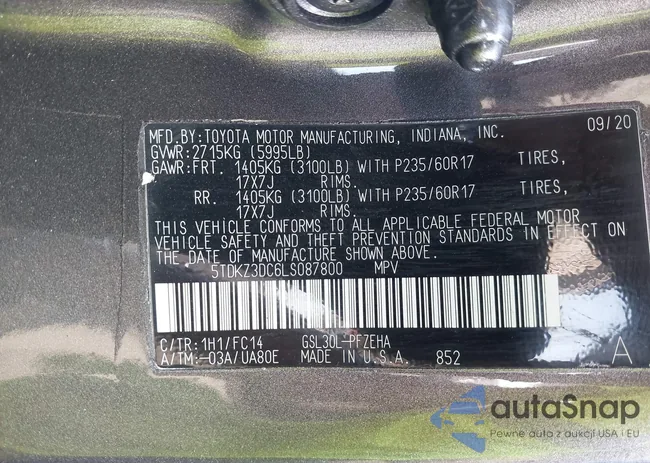 MFD.BY:TOYOTA MOTOR MANUFACTURING, INDIANA, INC. 09/20
GVWR:2715KG (5995LB)
GAWR:FRT. 1405KG (3100LB) WITH P235/60R17 TIRES,
17X7J RIMS.
RR. 1405KG (3100LB) WITH P235/60R17 TIRES,
17X7J RIMS.
THIS VEHICLE CONFORMS TO ALL APPLICABLE FEDERAL MOTOR
VEHICLE SAFETY AND THEFT PREVENTION STANDARDS IN EFFECT ON
THE DATE OF MANUFACTURE SHOWN ABOVE.
5TDKZ3DC6LS087800 MPV
C/TR:1H1/FC14 GSL30L-PFZEHA
A/TM:-03A/UA80E MADE IN U.S.A. 852 A
autaSnap
Pewne auta z aukcji USA i EU